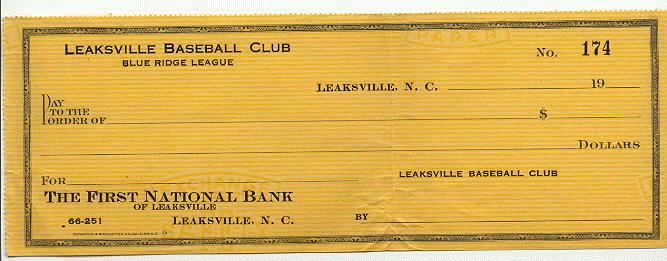 LEAKSVILLE BASEBALL CLUB
BLUE RIDGE LEAGUE
NO. 174
LEAKSVILLE, N. C. 19
PAY
TO THE
ORDER OF $
DOLLARS
LEAKSVILLE BASEBALL CLUB
FOR
THE FIRST NATIONAL BANK
OF LEAKSVILLE
66-251 LEAKSVILLE, N. C. BY